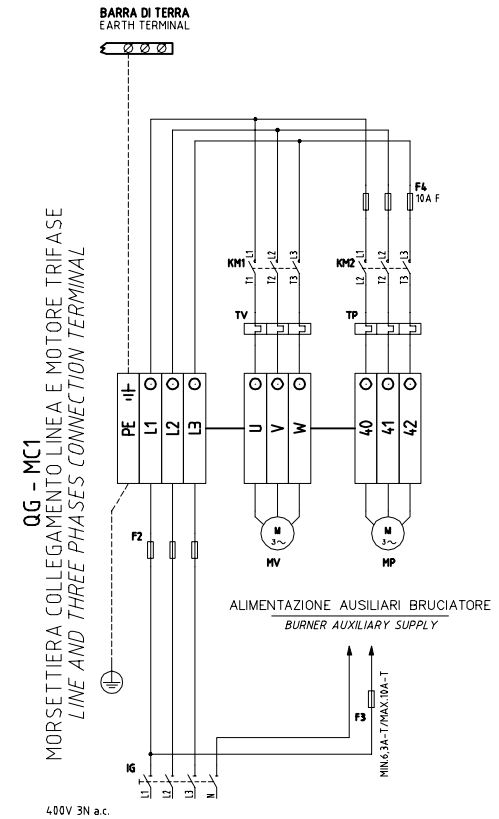 BARRA DI TERRA
EARTH TERMINAL
F4
10A F
KM1
L1
L2
L3
T1
T2
T3
KM2
L1
L2
L3
L2
T2
T3
TV
TP
PE
L1
L2
L3
U
V
W
40
41
42
QG - MC1
MORSETTIERA COLLEGAMENTO LINEA E MOTORE TRIFASE
LINE AND THREE PHASES CONNECTION TERMINAL
F2
M
3~
MV
M
3~
MP
ALIMENTAZIONE AUSILIARI BRUCIATORE
BURNER AUXILIARY SUPPLY
F3
MIN.6,3A-T/MAX.10A-T
IG
L1
L2
L3
N
400V 3N a.c.